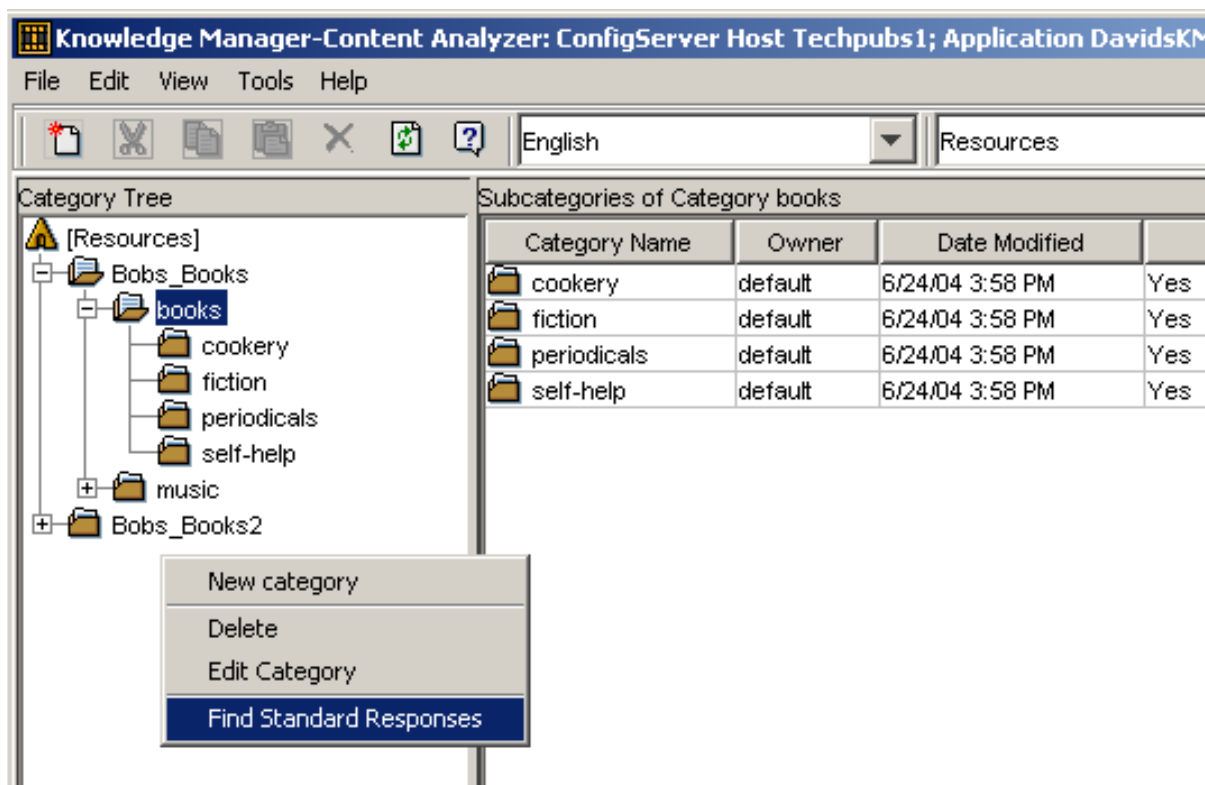 Knowledge Manager-Content Analyzer: ConfigServer Host Techpubs1; Application DavidsKM
File Edit View Tools Help
English Resources
Category Tree
[Resources]
Bobs_Books
books
cookery
fiction
periodicals
self-help
music
Bobs_Books2
New category
Delete
Edit Category
Find Standard Responses
Subcategories of Category books
Category Name Owner Date Modified
cookery default 6/24/04 3:58 PM Yes
fiction default 6/24/04 3:58 PM Yes
periodicals default 6/24/04 3:58 PM Yes
self-help default 6/24/04 3:58 PM Yes